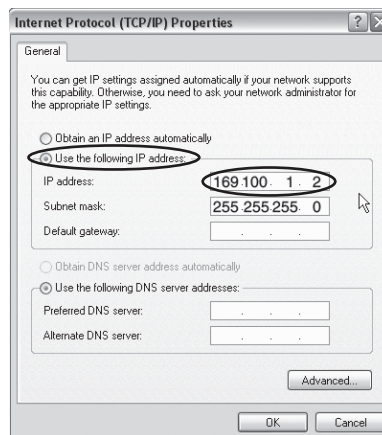 Internet Protocol (TCP/IP) Properties
General
You can get IP settings assigned automatically if your network supports
this capability. Otherwise, you need to ask your network administrator for
the appropriate IP settings.
Obtain an IP address automatically
Use the following IP address:
IP address: 169.100. 1. 2
Subnet mask: 255.255.255. 0
Default gateway: . . .
Obtain DNS server address automatically
Use the following DNS server addresses:
Preferred DNS server: . . .
Alternate DNS server: . . .
Advanced...
OK Cancel